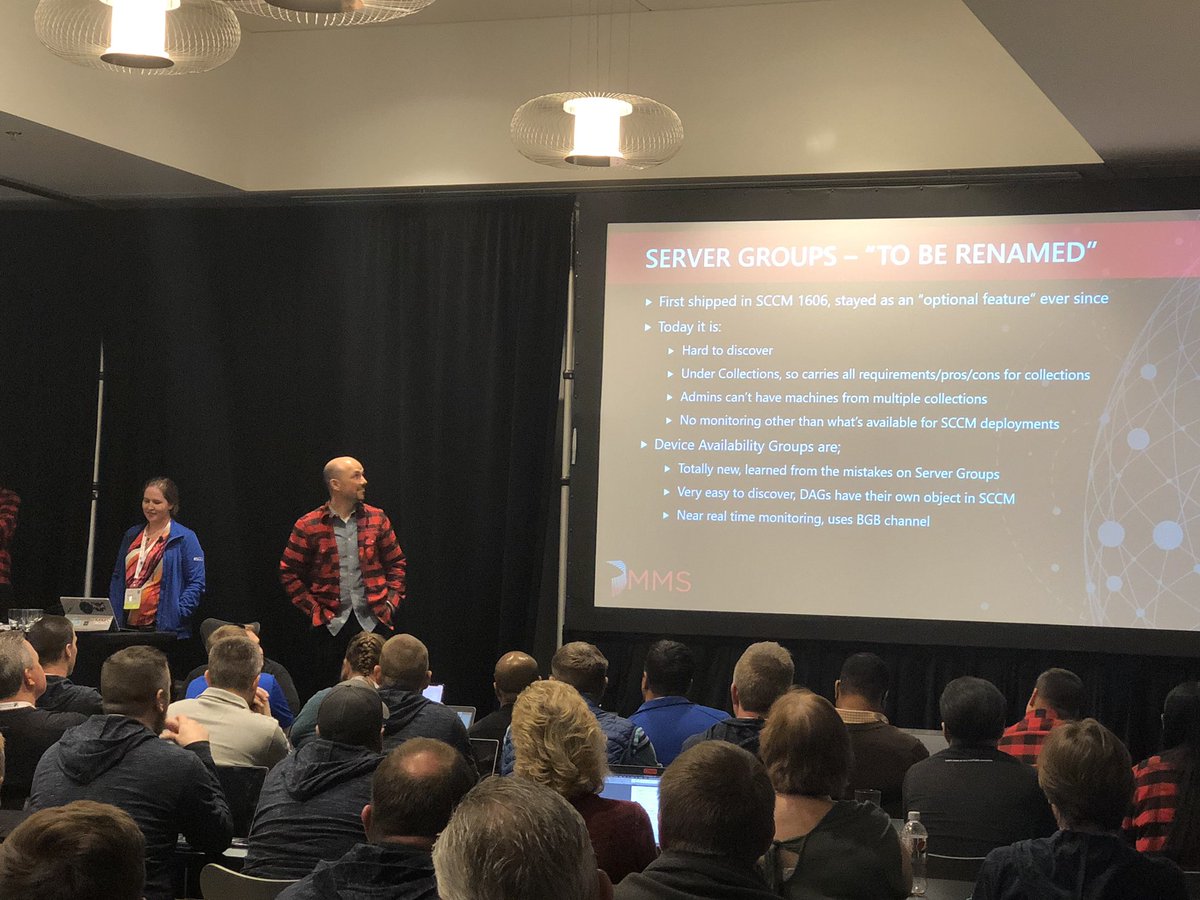 SERVER GROUPS – “TO BE RENAMED”
First shipped in SCCM 1606, stayed as an “optional feature” ever since
Today it is:
Hard to discover
Under Collections, so carries all requirements/pros/cons for collections
Admins can’t have machines from multiple collections
No monitoring other than what’s available for SCCM deployments
Device Availability Groups are;
Totally new, learned from the mistakes on Server Groups
Very easy to discover, DAGs have their own object in SCCM
Near real time monitoring, uses BGB channel
MMS